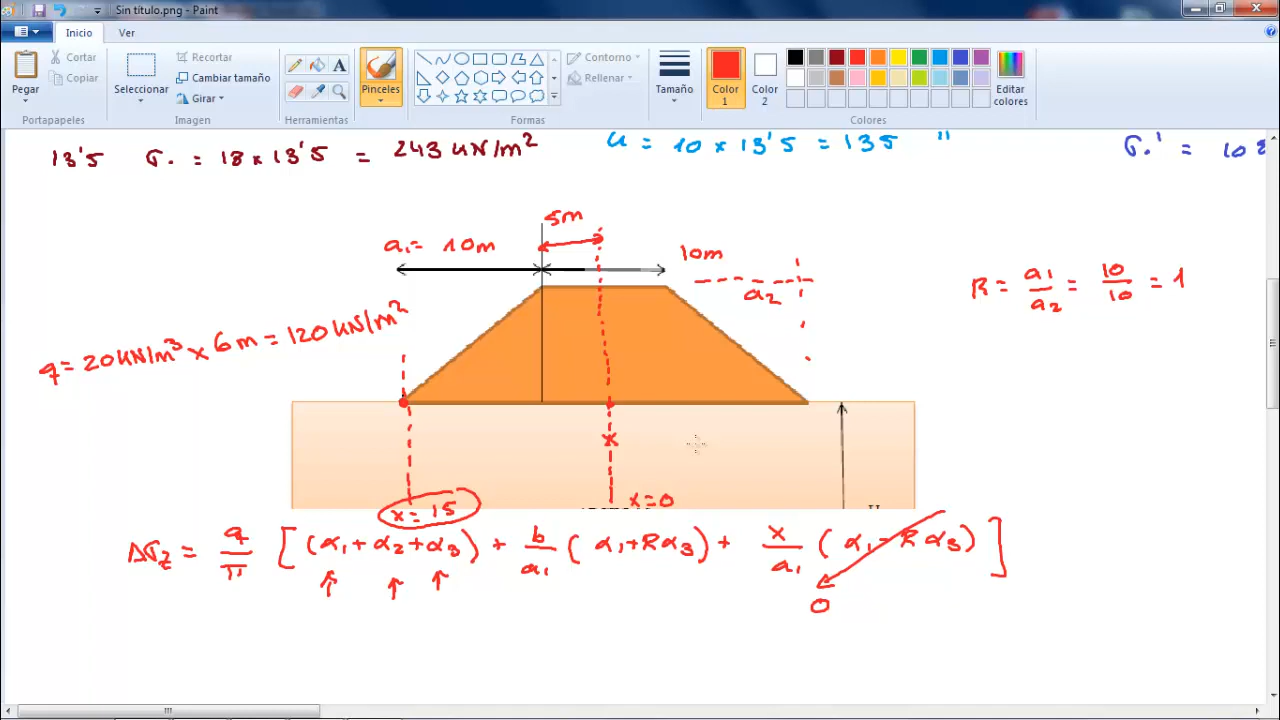 Sin título.png - Paint
Inicio
Ver
Pegar
Cortar
Copiar
Portapapeles
Seleccionar
Recortar
Cambiar tamaño
Girar
Imagen
Herramientas
Pinceles
Contorno
Rellenar
Formas
Tamaño
Color 1
Color 2
Editar colores
Colores
13'5 σ. = 18 × 13'5 = 243 kN/m²
u = 10 × 13'5 = 135 "
σ.' = 108
5m
a₁ = 10m
10m
a₂
R = a₁/a₂ = 10/10 = 1
q = 20 kN/m³ × 6m = 120 kN/m²
x
x=0
x=15
Δσz = q/π [(α₁+α₂+α₃) + b/a₁ (α₁+Rα₃) + x/a₁ (α₁-Rα₃)]
0